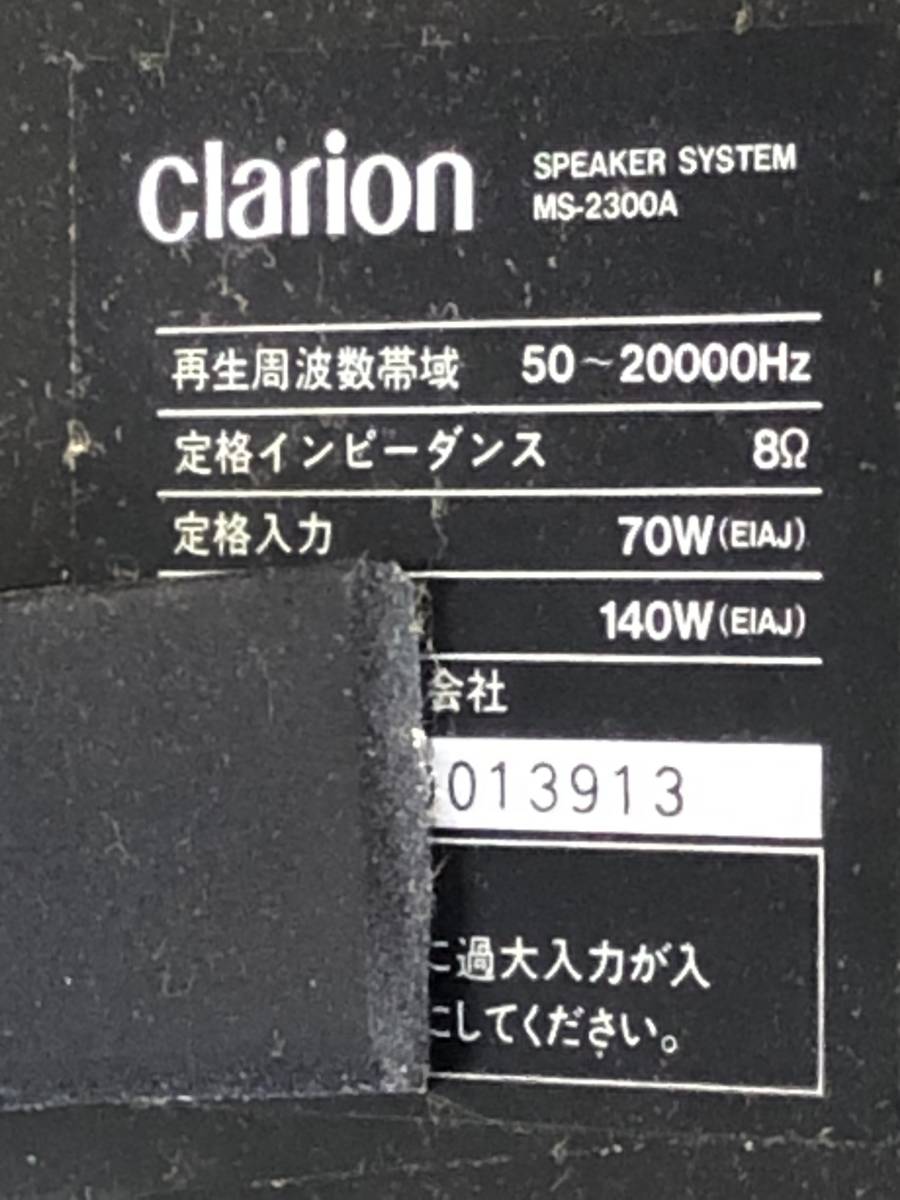 clarion
SPEAKER SYSTEM
MS-2300A
再生周波数帯域 50~20000Hz
定格インピーダンス 8Ω
定格入力 70W(EIAJ)
140W(EIAJ)
会社
013913
に過大入力が入
にしてください。